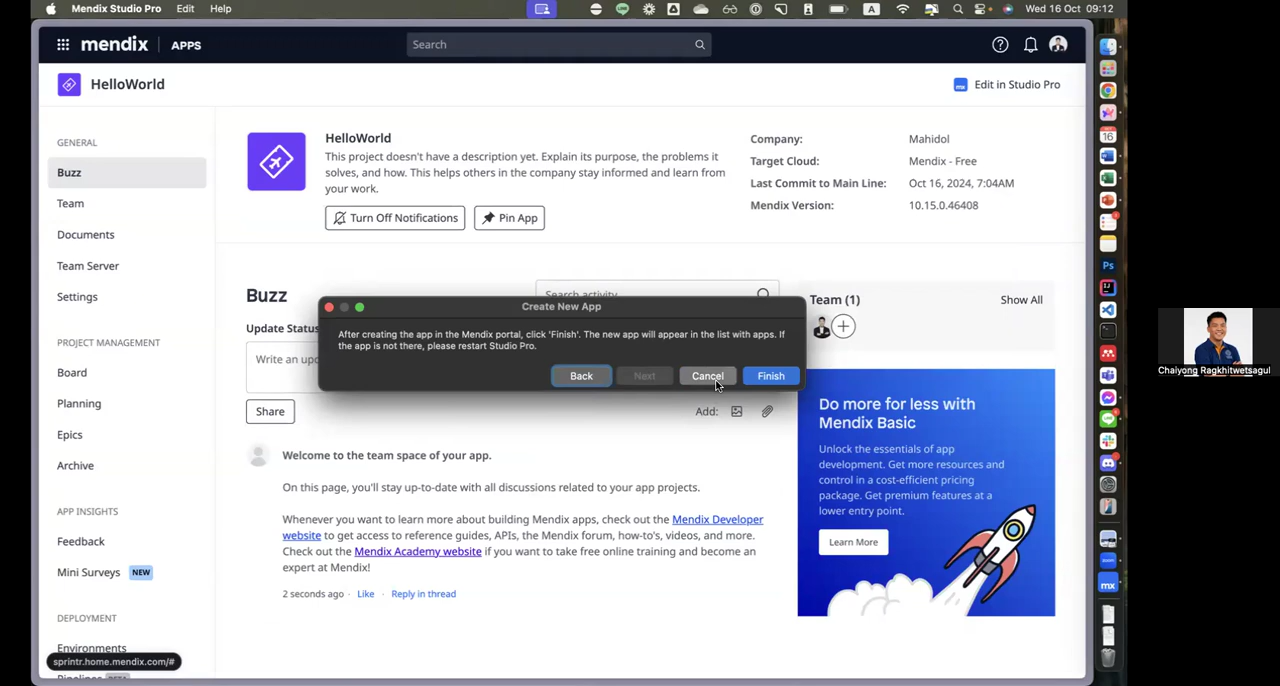 Mendix Studio Pro Edit Help
A
Wed 16 Oct 09:12
mendix APPS
Search
HelloWorld
Edit in Studio Pro
GENERAL
Buzz
Team
Documents
Team Server
Settings
PROJECT MANAGEMENT
Board
Planning
Epics
Archive
APP INSIGHTS
Feedback
Mini Surveys NEW
DEPLOYMENT
Environments
sprintr.home.mendix.com/#
HelloWorld
This project doesn't have a description yet. Explain its purpose, the problems it
solves, and how. This helps others in the company stay informed and learn from
your work.
Turn Off Notifications
Pin App
Company: Mahidol
Target Cloud: Mendix - Free
Last Commit to Main Line: Oct 16, 2024, 7:04AM
Mendix Version: 10.15.0.46408
Buzz
Search activity
Update Status
Write an up
Share
Add:
Create New App
After creating the app in the Mendix portal, click 'Finish'. The new app will appear in the list with apps. If
the app is not there, please restart Studio Pro.
Back
Next
Cancel
Finish
Team (1)
Show All
Welcome to the team space of your app.
On this page, you'll stay up-to-date with all discussions related to your app projects.
Whenever you want to learn more about building Mendix apps, check out the Mendix Developer
website to get access to reference guides, APIs, the Mendix forum, how-to's, videos, and more.
Check out the Mendix Academy website if you want to take free online training and become an
expert at Mendix!
2 seconds ago · Like · Reply in thread
Do more for less with
Mendix Basic
Unlock the essentials of app
development. Get more resources and
control in a cost-efficient pricing
package. Get premium features at a
lower entry point.
Learn More
16
Ps
mx
Chaiyong Ragkhitwetsagul